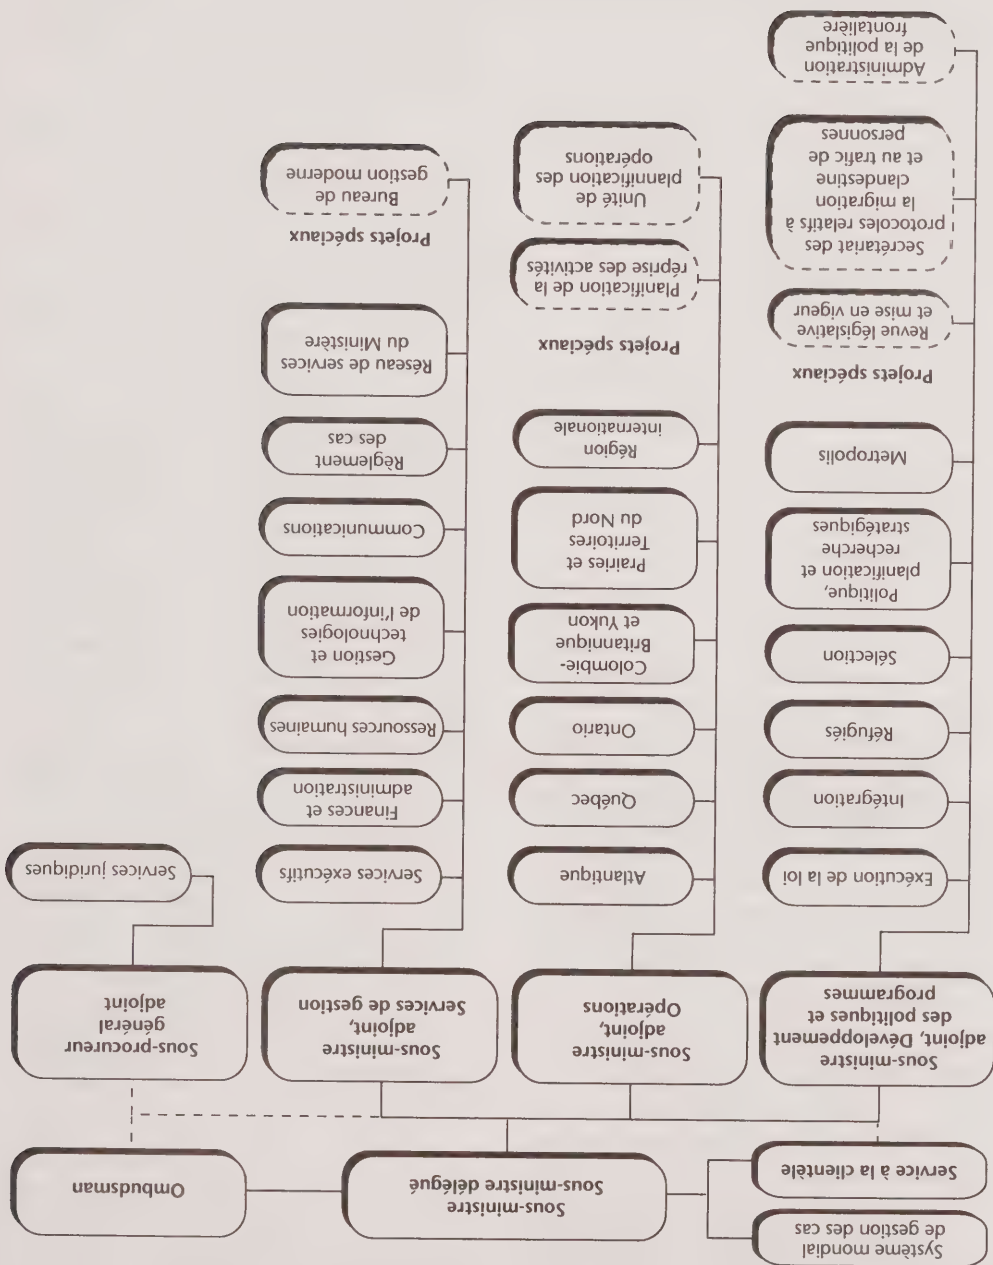 Système mondial
de gestion des cas
Service à la clientèle
Sous-ministre
Sous-ministre délégué
Ombudsman
Sous-ministre
adjoint, Développement
des politiques et
programmes
Sous-ministre
adjoint,
Opérations
Sous-ministre
adjoint,
Services de gestion
Sous-procureur
général
adjoint
Exécution de la loi
Intégration
Réfugiés
Sélection
Politique,
planification et
recherche
stratégiques
Metropolis
Projets spéciaux
Revue législative
et mise en vigeur
Secrétariat des
protocoles relatifs à
la migration
clandestine
et au trafic de
personnes
Administration
de la politique
frontalière
Atlantique
Québec
Ontario
Colombie-
Britannique
et Yukon
Prairies et
Territoires
du Nord
Région
internationale
Projets spéciaux
Planification de la
réprise des activités
Unité de
plannification des
opérations
Services exécutifs
Finances et
administration
Ressources humaines
Gestion et
technologies
de l'information
Communications
Règlement
des cas
Réseau de services
du Ministère
Projets spéciaux
Bureau de
gestion moderne
Services juridiques